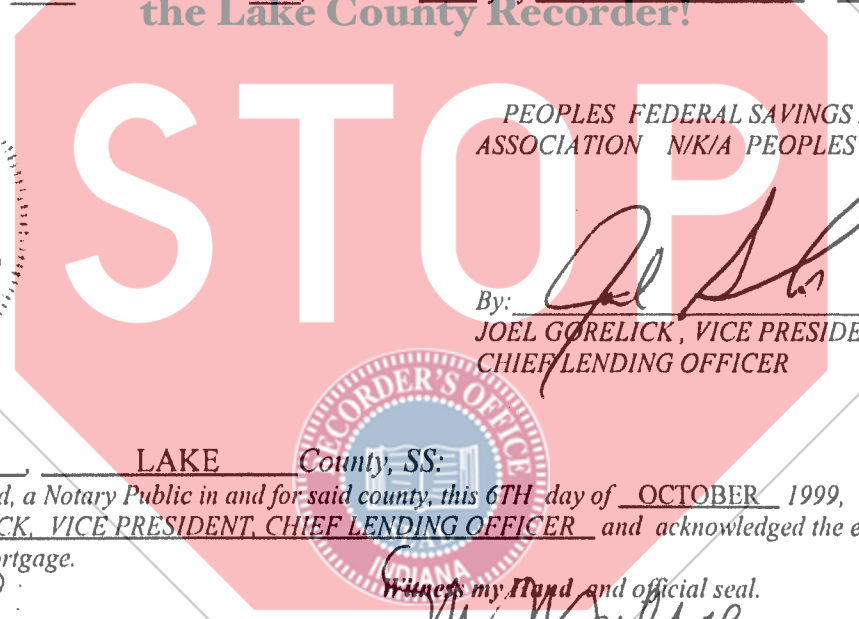 the Lake County Recorder!
STOP
PEOPLES FEDERAL SAVINGS
ASSOCIATION N/K/A PEOPLES
By:
JOEL GORELICK, VICE PRESIDE
CHIEF LENDING OFFICER
RECORDER'S OFFICE
INDIANA
LAKE County, SS:
d, a Notary Public in and for said county, this 6TH day of OCTOBER 1999,
CK, VICE PRESIDENT, CHIEF LENDING OFFICER and acknowledged the e
ortgage.
Witness my Hand and official seal.